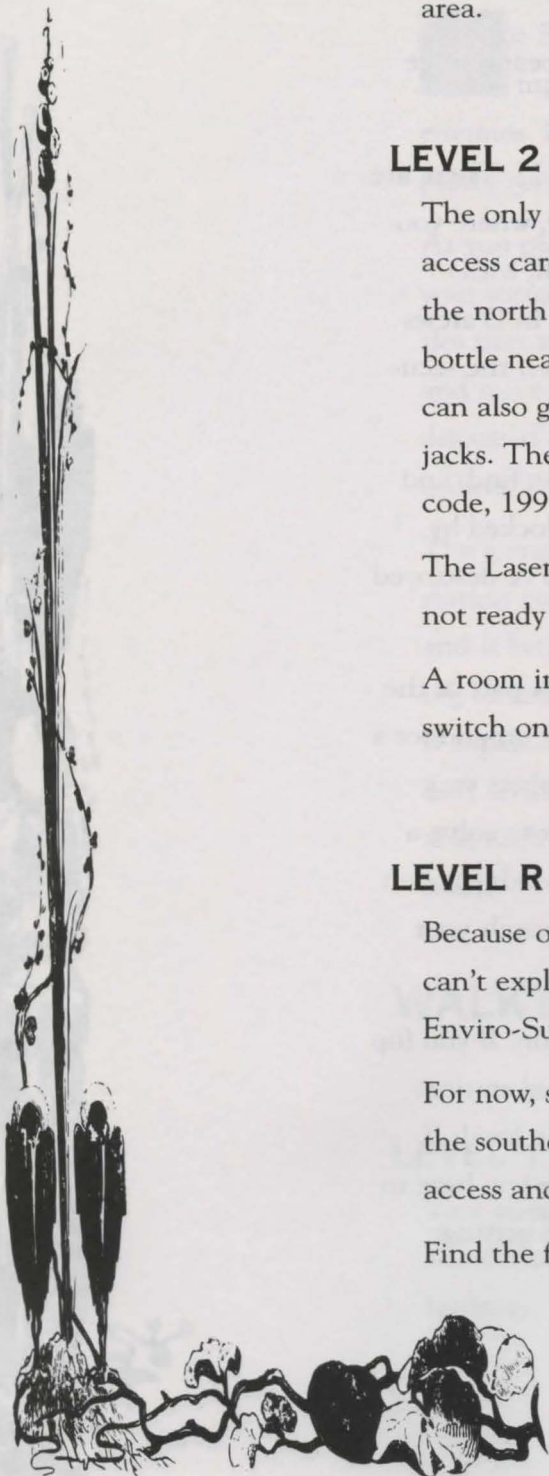 area.
LEVEL 2
The only
access car
the north
bottle nea
can also g
jacks. The
code, 199
The Laser
not ready
A room in
switch on
LEVEL R
Because o
can't expl
Enviro-Su
For now, s
the southe
access and
Find the f